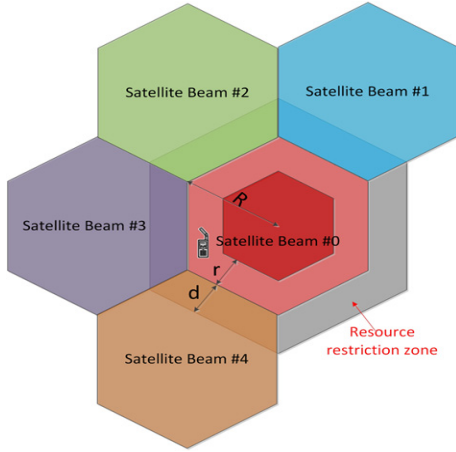 Satellite Beam #2
Satellite Beam #1
R
Satellite Beam #3
Satellite Beam #0
r
d
Satellite Beam #4
Resource
restriction zone